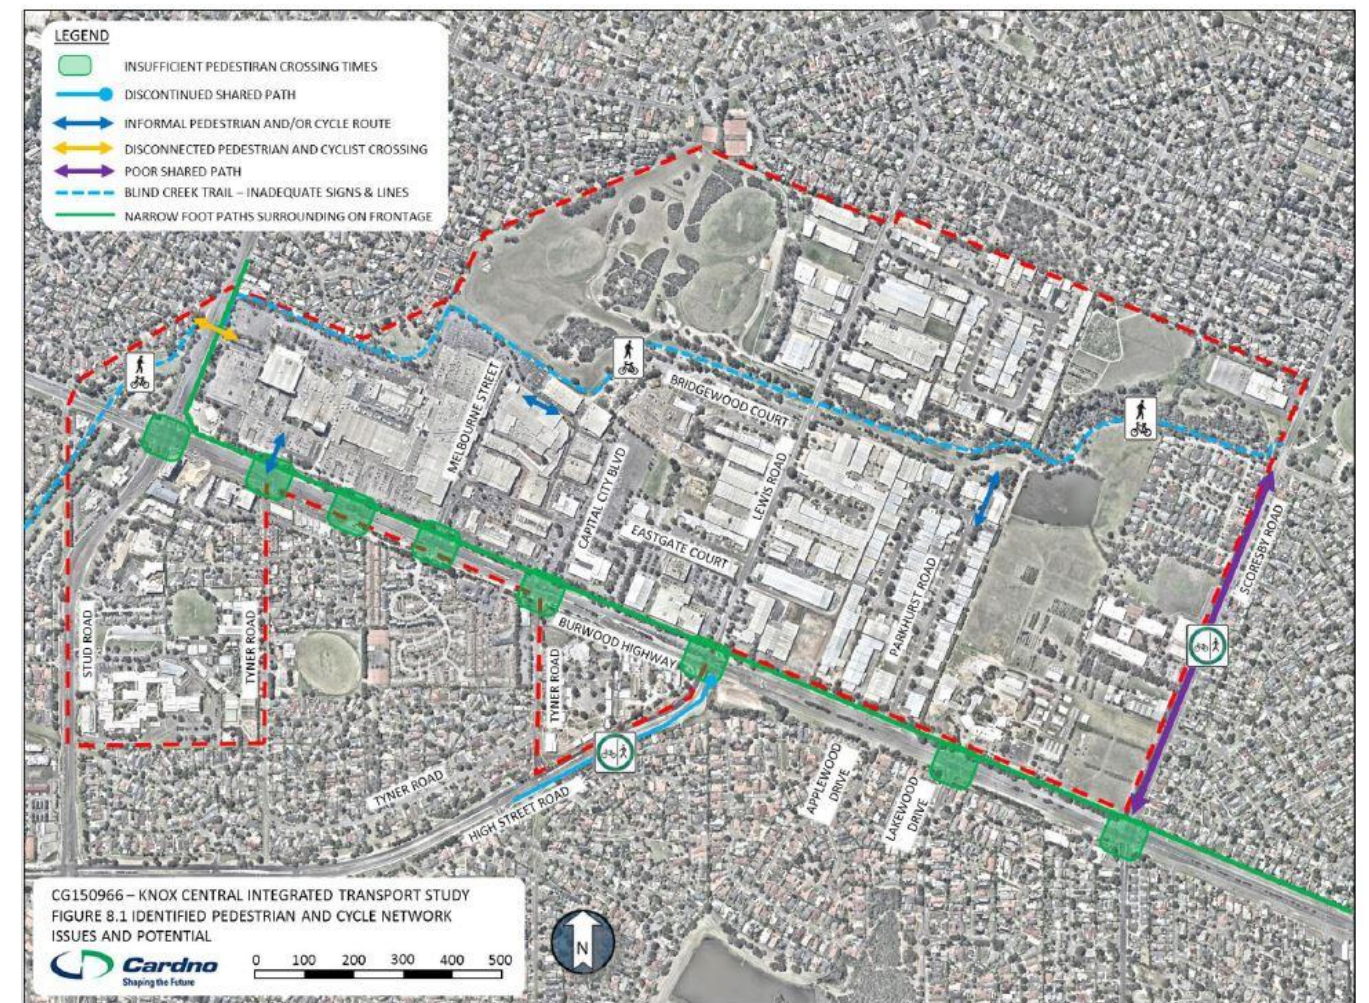 LEGEND
INSUFFICIENT PEDESTIRAN CROSSING TIMES
DISCONTINUED SHARED PATH
INFORMAL PEDESTRIAN AND/OR CYCLE ROUTE
DISCONNECTED PEDESTRIAN AND CYCLIST CROSSING
POOR SHARED PATH
BLIND CREEK TRAIL – INADEQUATE SIGNS & LINES
NARROW FOOT PATHS SURROUNDING ON FRONTAGE
BRIDGEWOOD COURT
MELBOURNE STREET
CAPITAL CITY BLVD
LEWIS ROAD
EASTGATE COURT
SCORESBY ROAD
PARKHURST ROAD
BURWOOD HIGHWAY
STUD ROAD
TYNER ROAD
TYNER ROAD
TYNER ROAD
HIGH STREET ROAD
APPLEWOOD
DRIVE
LAKEWOOD
DRIVE
CG150966 – KNOX CENTRAL INTEGRATED TRANSPORT STUDY
FIGURE 8.1 IDENTIFIED PEDESTRIAN AND CYCLE NETWORK
ISSUES AND POTENTIAL
Cardno
Shaping the Future
0 100 200 300 400 500
N